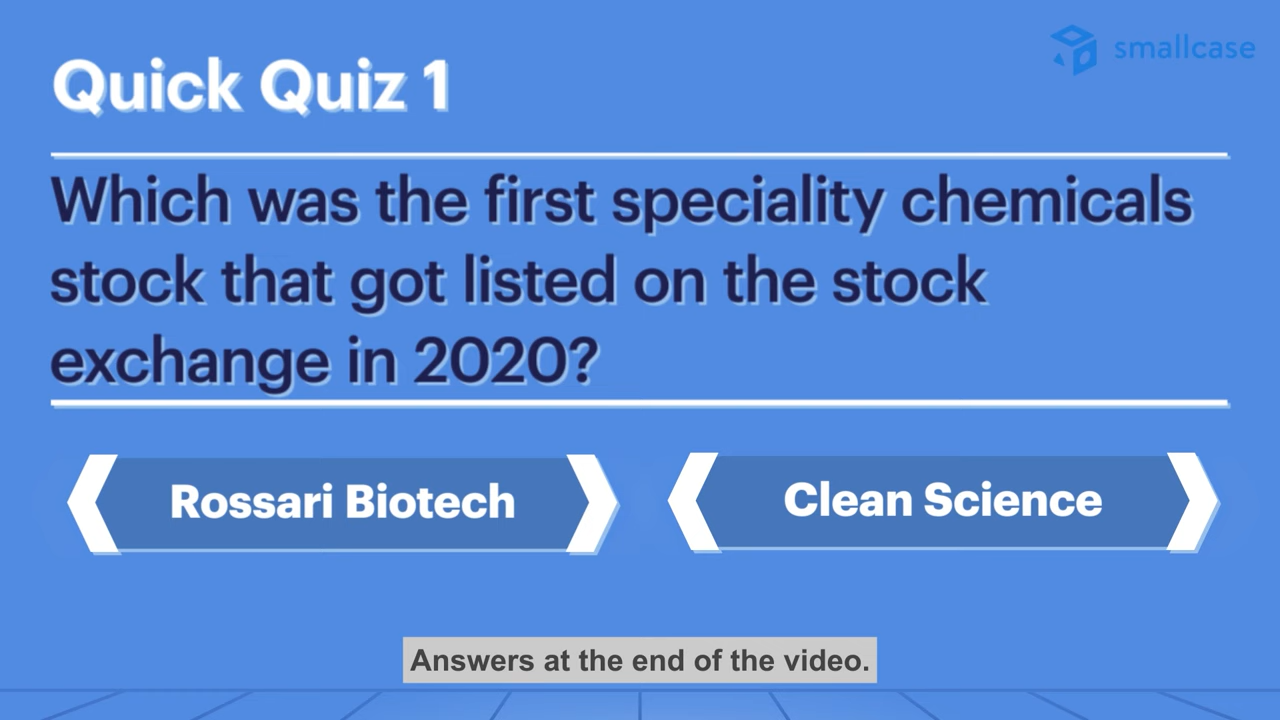 smallcase
Quick Quiz 1
Which was the first speciality chemicals
stock that got listed on the stock
exchange in 2020?
Rossari Biotech
Clean Science
Answers at the end of the video.